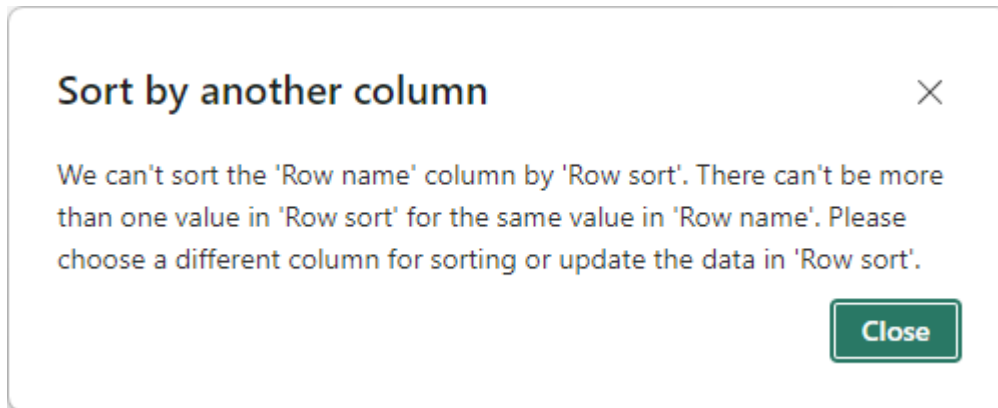 Sort by another column
We can't sort the 'Row name' column by 'Row sort'. There can't be more
than one value in 'Row sort' for the same value in 'Row name'. Please
choose a different column for sorting or update the data in 'Row sort'.
Close